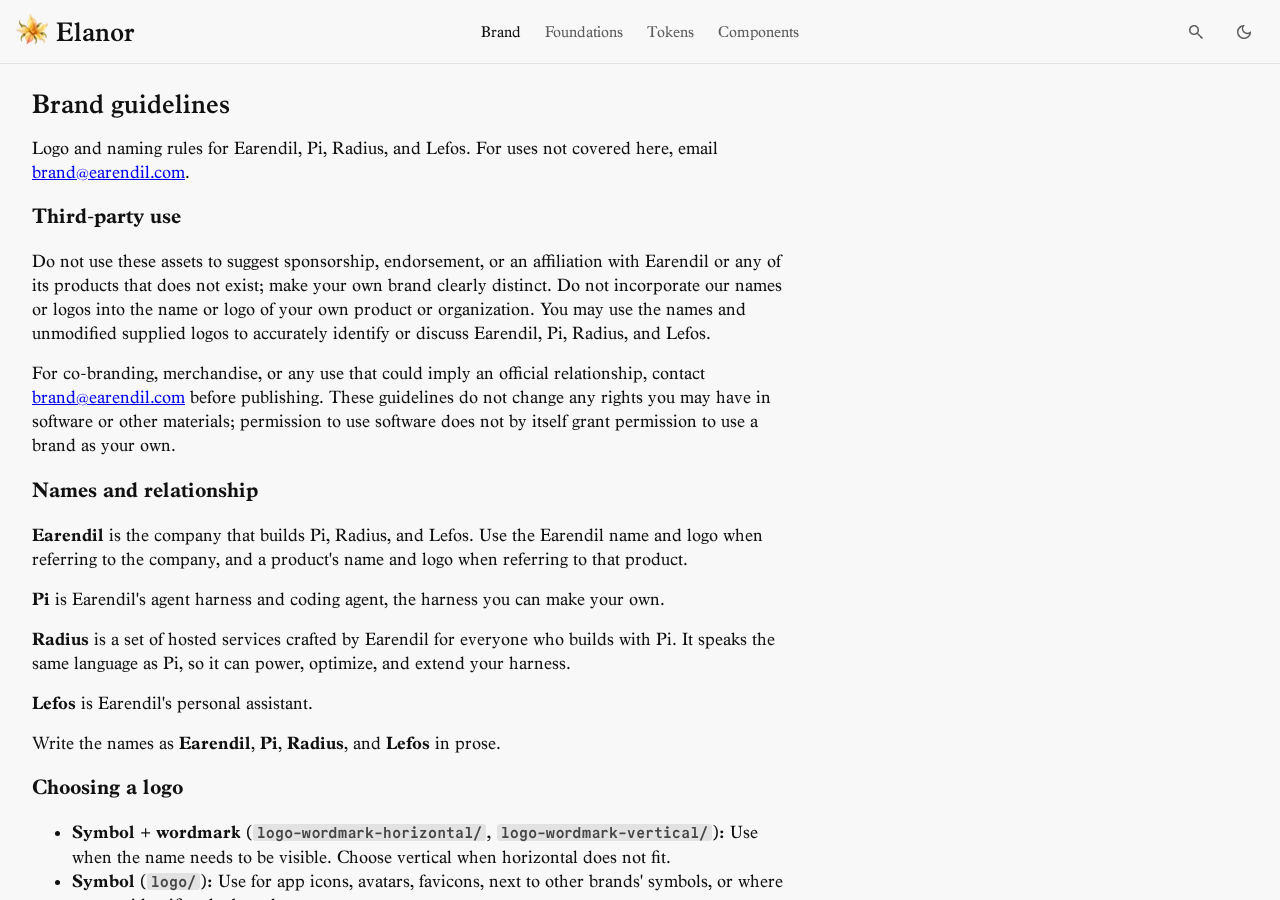 Elanor
Brand
Foundations
Tokens
Components
Brand guidelines
Logo and naming rules for Earendil, Pi, Radius, and Lefos. For uses not covered here, email
brand@earendil.com.
Third-party use
Do not use these assets to suggest sponsorship, endorsement, or an affiliation with Earendil or any of
its products that does not exist; make your own brand clearly distinct. Do not incorporate our names
or logos into the name or logo of your own product or organization. You may use the names and
unmodified supplied logos to accurately identify or discuss Earendil, Pi, Radius, and Lefos.
For co-branding, merchandise, or any use that could imply an official relationship, contact
brand@earendil.com before publishing. These guidelines do not change any rights you may have in
software or other materials; permission to use software does not by itself grant permission to use a
brand as your own.
Names and relationship
Earendil is the company that builds Pi, Radius, and Lefos. Use the Earendil name and logo when
referring to the company, and a product's name and logo when referring to that product.
Pi is Earendil's agent harness and coding agent, the harness you can make your own.
Radius is a set of hosted services crafted by Earendil for everyone who builds with Pi. It speaks the
same language as Pi, so it can power, optimize, and extend your harness.
Lefos is Earendil's personal assistant.
Write the names as Earendil, Pi, Radius, and Lefos in prose.
Choosing a logo
• Symbol + wordmark (logo-wordmark-horizontal/, logo-wordmark-vertical/): Use
when the name needs to be visible. Choose vertical when horizontal does not fit.
• Symbol (logo/): Use for app icons, avatars, favicons, next to other brands' symbols, or where